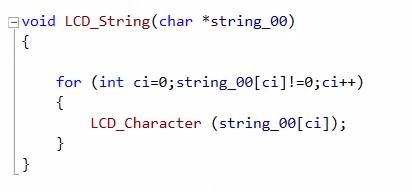 void LCD_String(char *string_00)
{
for (int ci=0;string_00[ci]!=0;ci++)
{
LCD_Character (string_00[ci]);
}
}